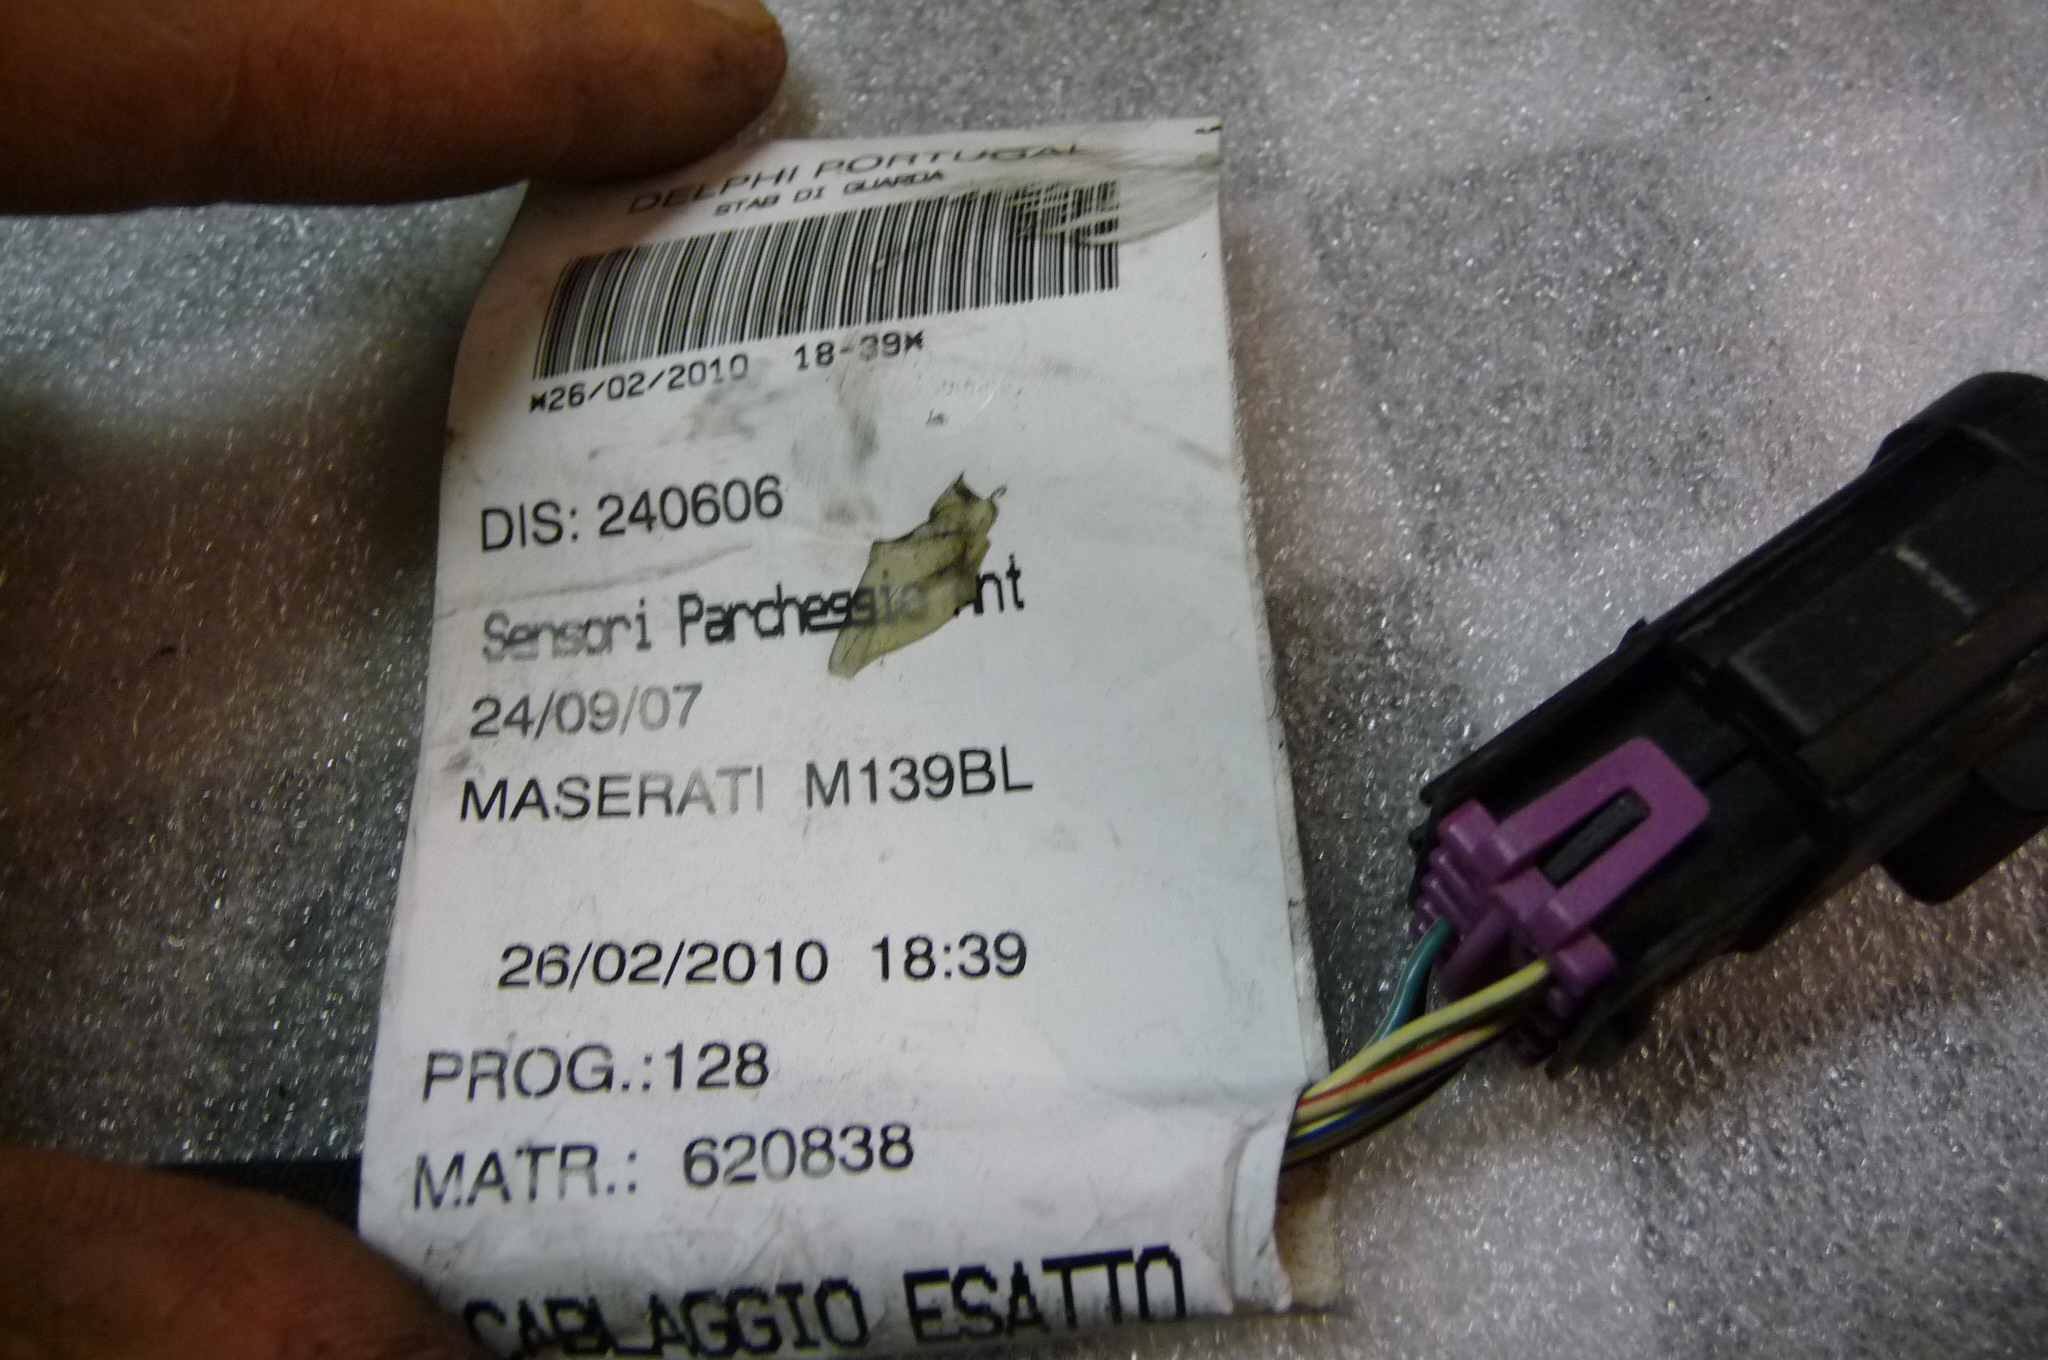 DELPHI PORTUGAL
STAB DI GUARDA
*26/02/2010 18-39*
DIS: 240606
Sensori Parcheggio Ant
24/09/07
MASERATI M139BL
26/02/2010 18:39
PROG.:128
MATR.: 620838
CABLAGGIO ESATTO